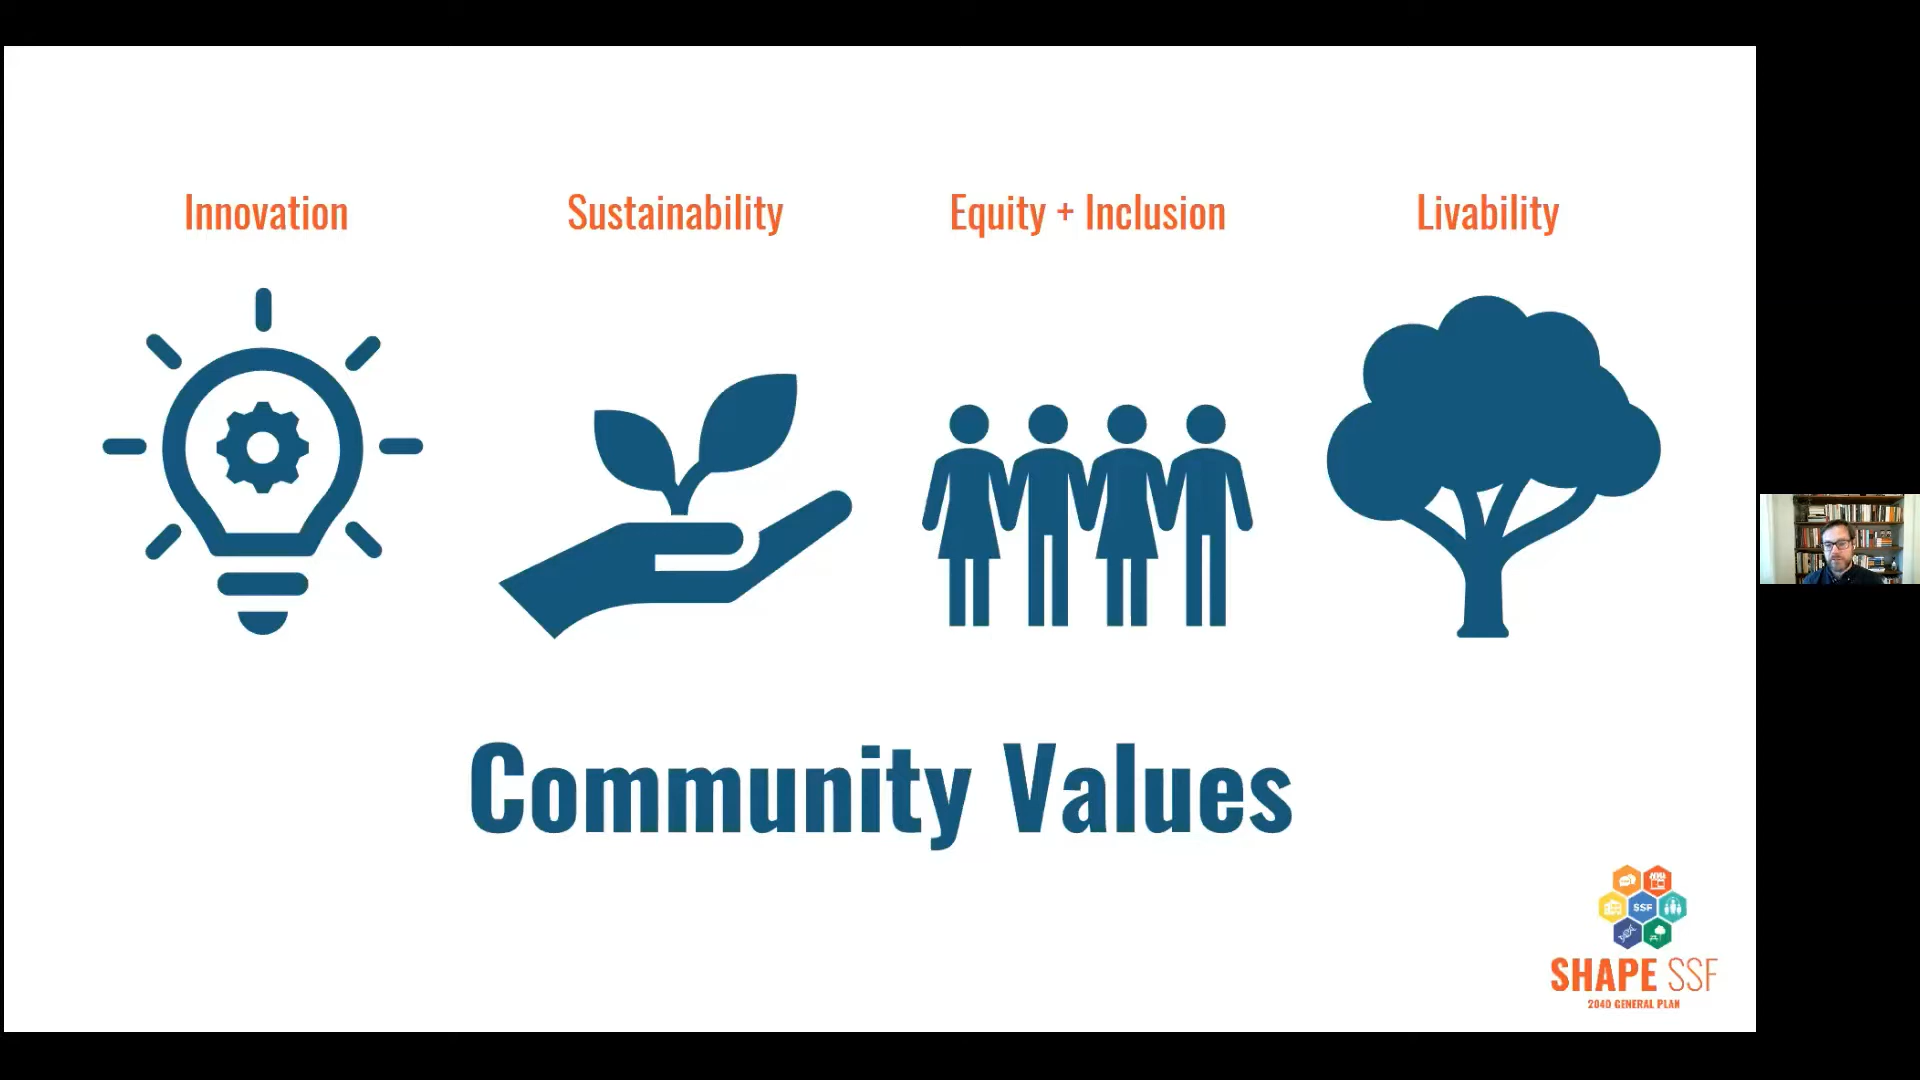 Innovation
Sustainability
Equity + Inclusion
Livability
Community Values
SSF
SHAPE SSF
2040 GENERAL PLAN